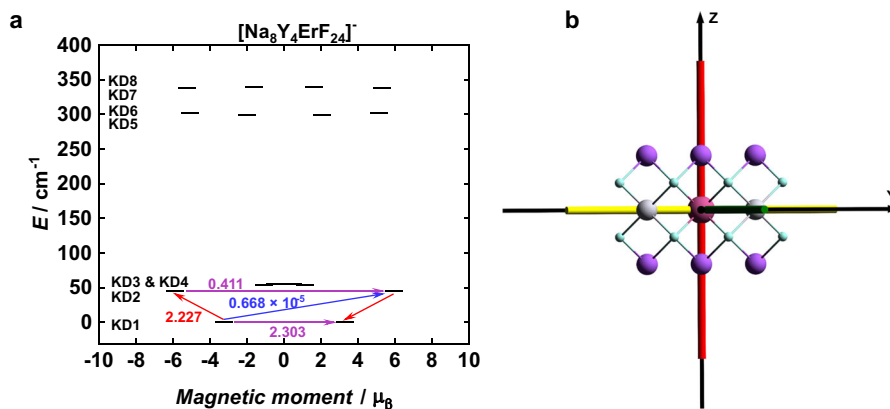 a
[Na₈Y₄ErF₂₄]⁻
400
350
300
250
200
150
100
50
0
E / cm⁻¹
KD8
KD7
KD6
KD5
KD3 & KD4
KD2
KD1
0.411
0.668 × 10⁻⁵
2.227
2.303
-10 -8 -6 -4 -2 0 2 4 6 8 10
Magnetic moment / μβ
b
Z